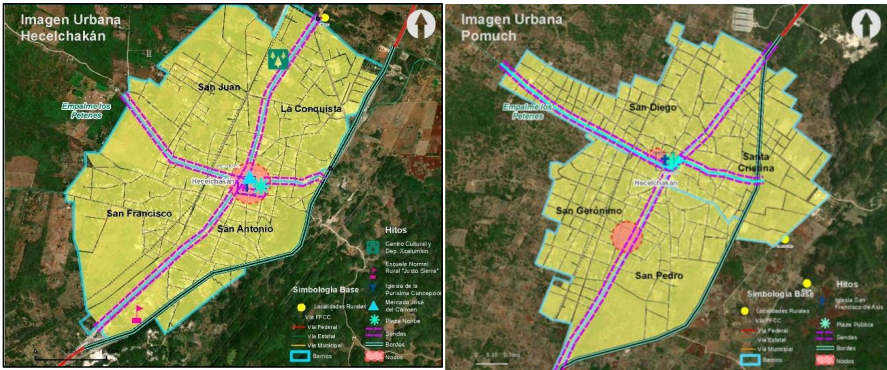 Imagen Urbana
Hecelchakán
San Juan
La Conquista
Empalme los
Petenes
Hecelchakán
San Francisco
San Antonio
Hitos
Centro Cultural y
Dep. Xcalumkin
Escuela Normal
Rural "Justo Sierra"
Iglesia de la
Purisima Concepción
Mercado José
del Carmen
Plaza
Sendas
Bordes
Nodos
Simbología Base
Localidades Rurales
Vía FFCC
Vía Federal
Vía Estatal
Vía Municipal
Barrios
Imagen Urbana
Pomuch
San Diego
Empalme los
Petenes
Santa
Cristina
Hecelchakán
San Gerónimo
San Pedro
Hitos
Iglesia San
Francisco de Asis
Plaza Pública
Sendas
Bordes
Nodos
Simbología Base
Localidades Rurales
Vía FFCC
Vía Federal
Vía Estatal
Vía Municipal
Barrios